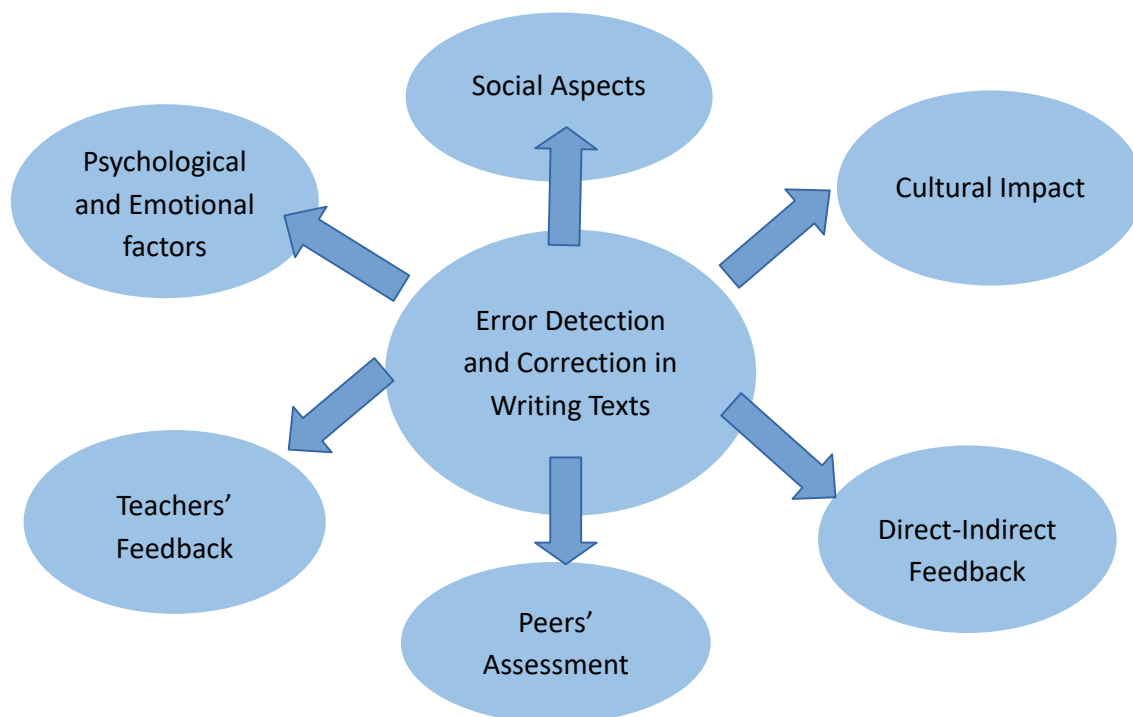 Social Aspects
Psychological
and Emotional
factors
Cultural Impact
Error Detection
and Correction in
Writing Texts
Teachers’
Feedback
Direct-Indirect
Feedback
Peers’
Assessment